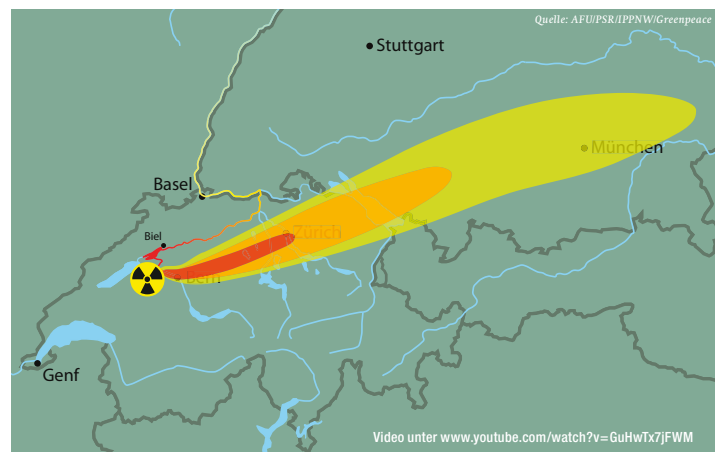 Quelle: AFU/PSR/IPPNW/Greenpeace
Stuttgart
München
Basel
Zürich
Biel
Bern
Genf
Video unter www.youtube.com/watch?v=GuHwTx7jFWM